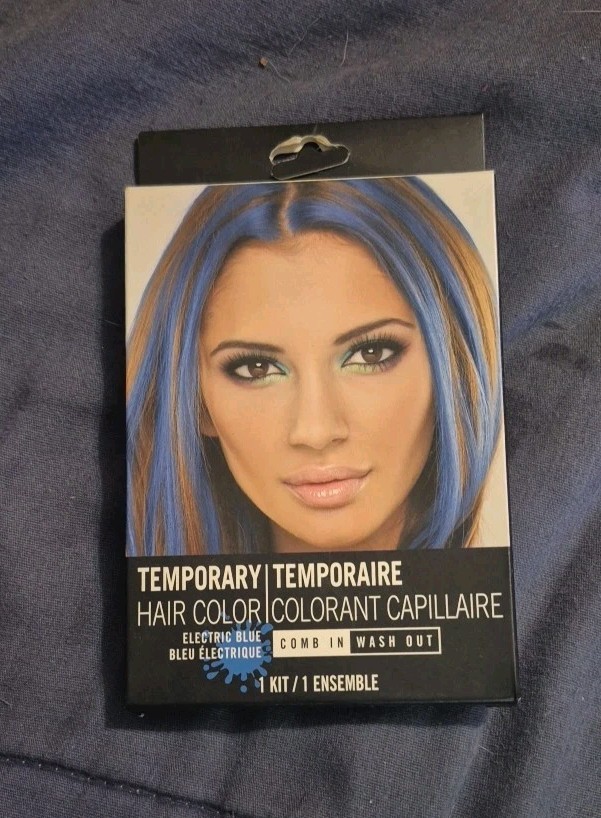 TEMPORARY | TEMPORAIRE
HAIR COLOR | COLORANT CAPILLAIRE
ELECTRIC BLUE
BLEU ÉLECTRIQUE
COMB IN WASH OUT
1 KIT / 1 ENSEMBLE